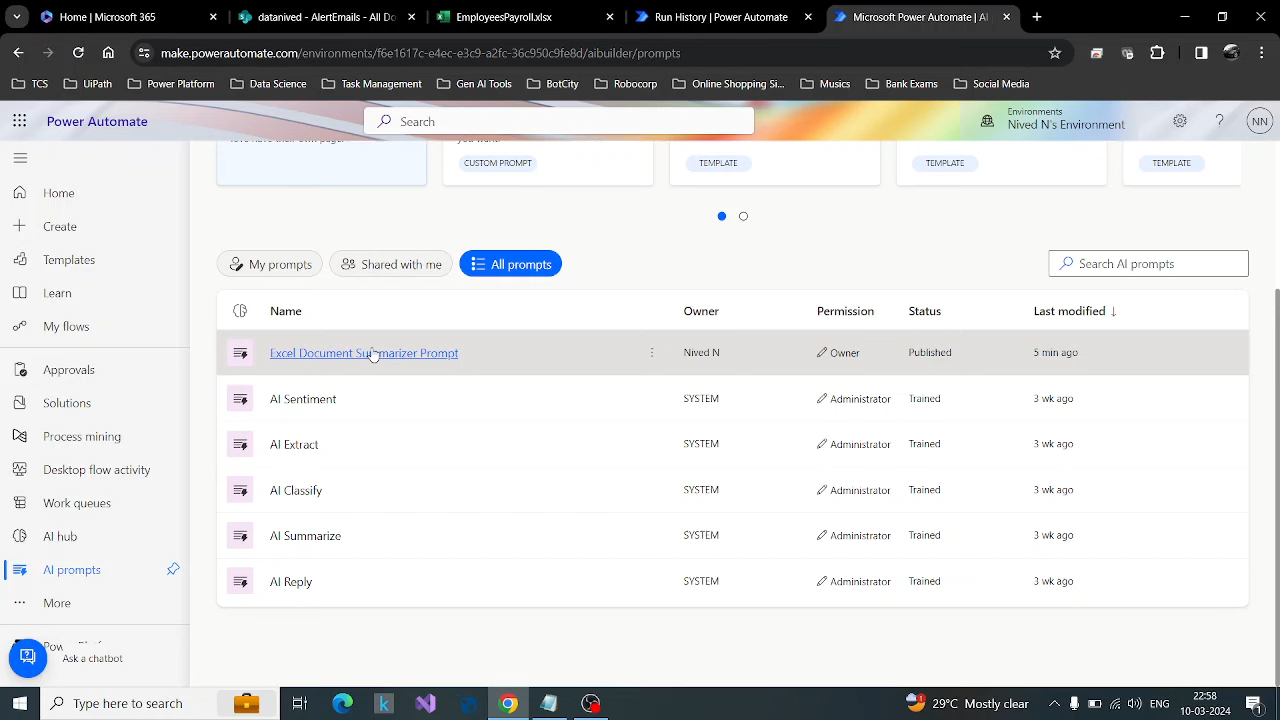 Home | Microsoft 365
datanived - AlertEmails - All Do
EmployeesPayroll.xlsx
Run History | Power Automate
Microsoft Power Automate | AI
make.powerautomate.com/environments/f6e1617c-e4ec-e3c9-a2fc-36c950c9fe8d/aibuilder/prompts
TCS
UiPath
Power Platform
Data Science
Task Management
Gen AI Tools
BotCity
Robocorp
Online Shopping Si...
Musics
Bank Exams
Social Media
Power Automate
Search
Environments
Nived N's Environment
NN
CUSTOM PROMPT
TEMPLATE
TEMPLATE
TEMPLATE
Home
Create
Templates
Learn
My flows
Approvals
Solutions
Process mining
Desktop flow activity
Work queues
AI hub
AI prompts
More
Ask a chatbot
My prompts
Shared with me
All prompts
Search AI prompts
Name Owner Permission Status Last modified ↓
Excel Document Summarizer Prompt Nived N Owner Published 5 min ago
AI Sentiment SYSTEM Administrator Trained 3 wk ago
AI Extract SYSTEM Administrator Trained 3 wk ago
AI Classify SYSTEM Administrator Trained 3 wk ago
AI Summarize SYSTEM Administrator Trained 3 wk ago
AI Reply SYSTEM Administrator Trained 3 wk ago
Type here to search
29°C Mostly clear
22:58
10-03-2024